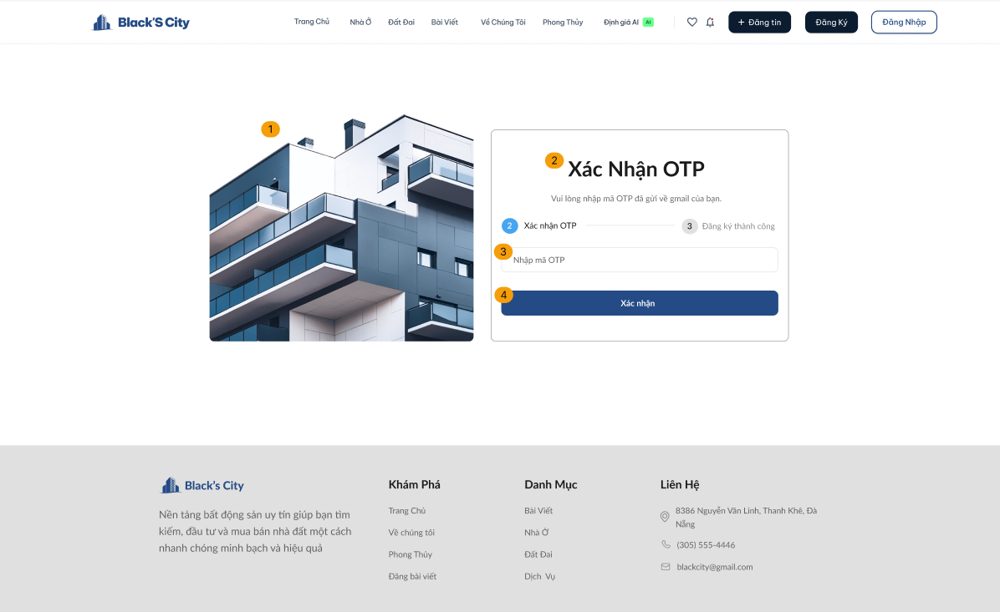 Black'S City
Trang Chủ
Nhà Ở
Đất Đai
Bài Viết
Về Chúng Tôi
Phong Thủy
Định giá AI
AI
+ Đăng tin
Đăng Ký
Đăng Nhập
1
2
Xác Nhận OTP
Vui lòng nhập mã OTP đã gửi về gmail của bạn.
2 Xác nhận OTP
3 Đăng ký thành công
3
Nhập mã OTP
4
Xác nhận
Black's City
Nền tảng bất động sản uy tín giúp bạn tìm
kiếm, đầu tư và mua bán nhà đất một cách
nhanh chóng minh bạch và hiệu quả
Khám Phá
Trang Chủ
Về chúng tôi
Phong Thủy
Đăng bài viết
Danh Mục
Bài Viết
Nhà Ở
Đất Đai
Dịch Vụ
Liên Hệ
8386 Nguyễn Văn Linh, Thanh Khê, Đà
Nẵng
(305) 555-4446
blackcity@gmail.com